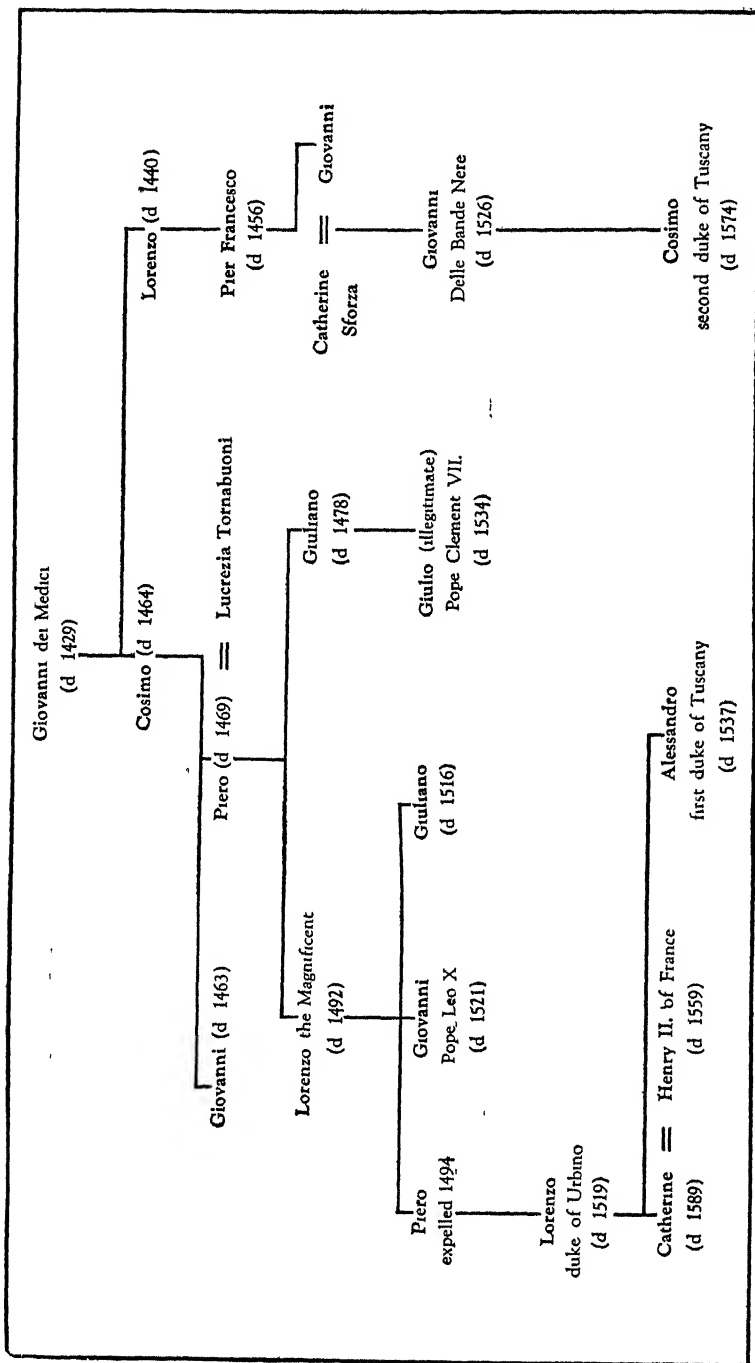 Giovanni dei Medici
(d 1429)
Cosimo (d 1464)
Lorenzo (d 1440)
Giovanni (d 1463)
Piero (d 1469) = Lucrezia Tornabuoni
Pier Francesco
(d 1456)
Lorenzo the Magnificent
(d 1492)
Giuliano
(d 1478)
Catherine = Giovanni
Sforza
Piero
expelled 1494
Giovanni
Pope Leo X
(d 1521)
Giuliano
(d 1516)
Giulio (illegitimate)
Pope Clement VII.
(d 1534)
Giovanni
Delle Bande Nere
(d 1526)
Lorenzo
duke of Urbino
(d 1519)
Catherine = Henry II. of France
(d 1589) (d 1559)
Alessandro
first duke of Tuscany
(d 1537)
Cosimo
second duke of Tuscany
(d 1574)